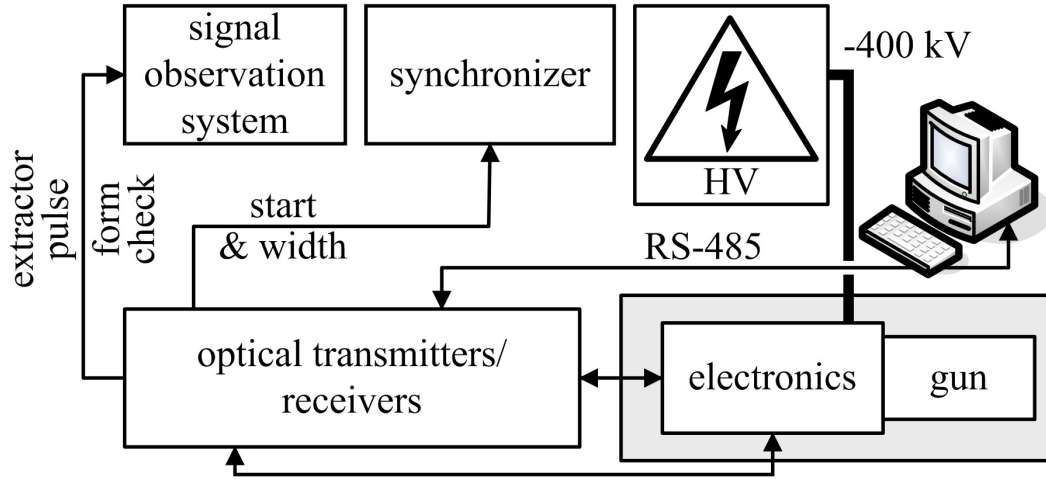 signal
observation
system
synchronizer
-400 kV
HV
extractor
pulse
form
check
start
& width
RS-485
optical transmitters/
receivers
electronics
gun